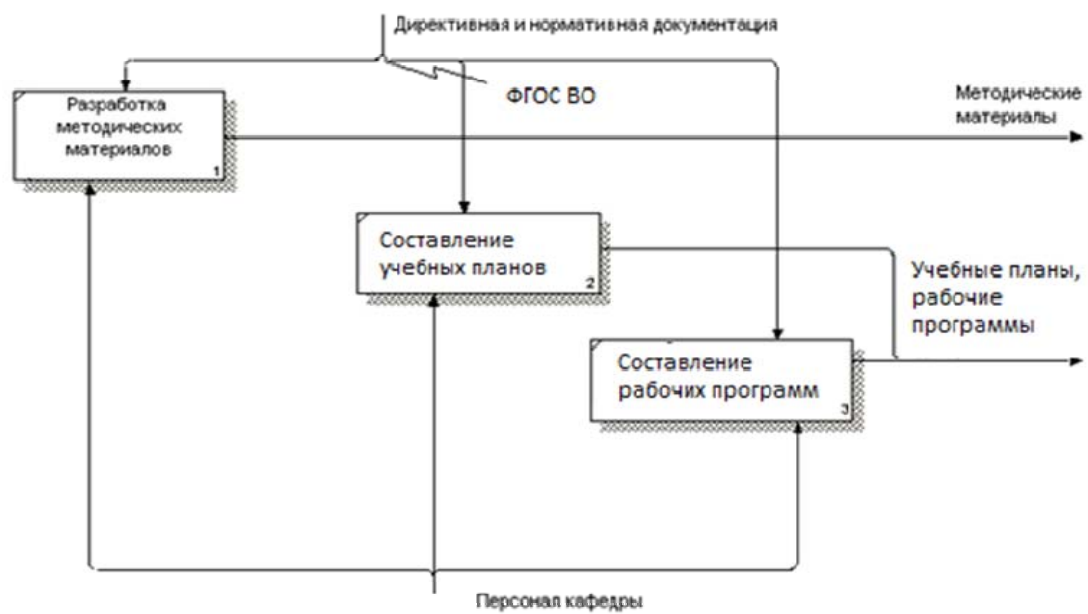 Директивная и нормативная документация
ФГОС ВО
Разработка
методических
материалов
1
Методические
материалы
Составление
учебных планов
2
Учебные планы,
рабочие
программы
Составление
рабочих программ
3
Персонал кафедры